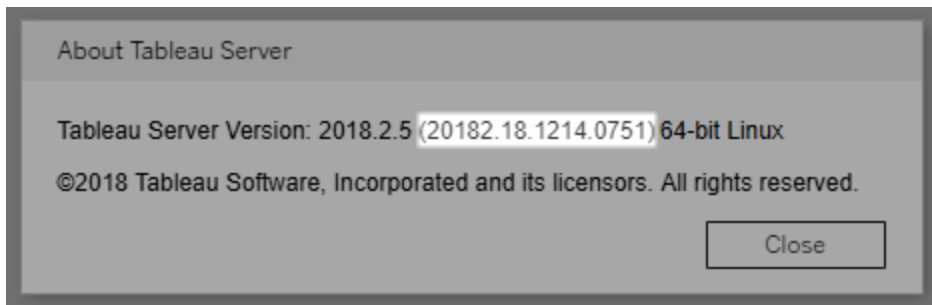 About Tableau Server
Tableau Server Version: 2018.2.5 (20182.18.1214.0751) 64-bit Linux
©2018 Tableau Software, Incorporated and its licensors. All rights reserved.
Close